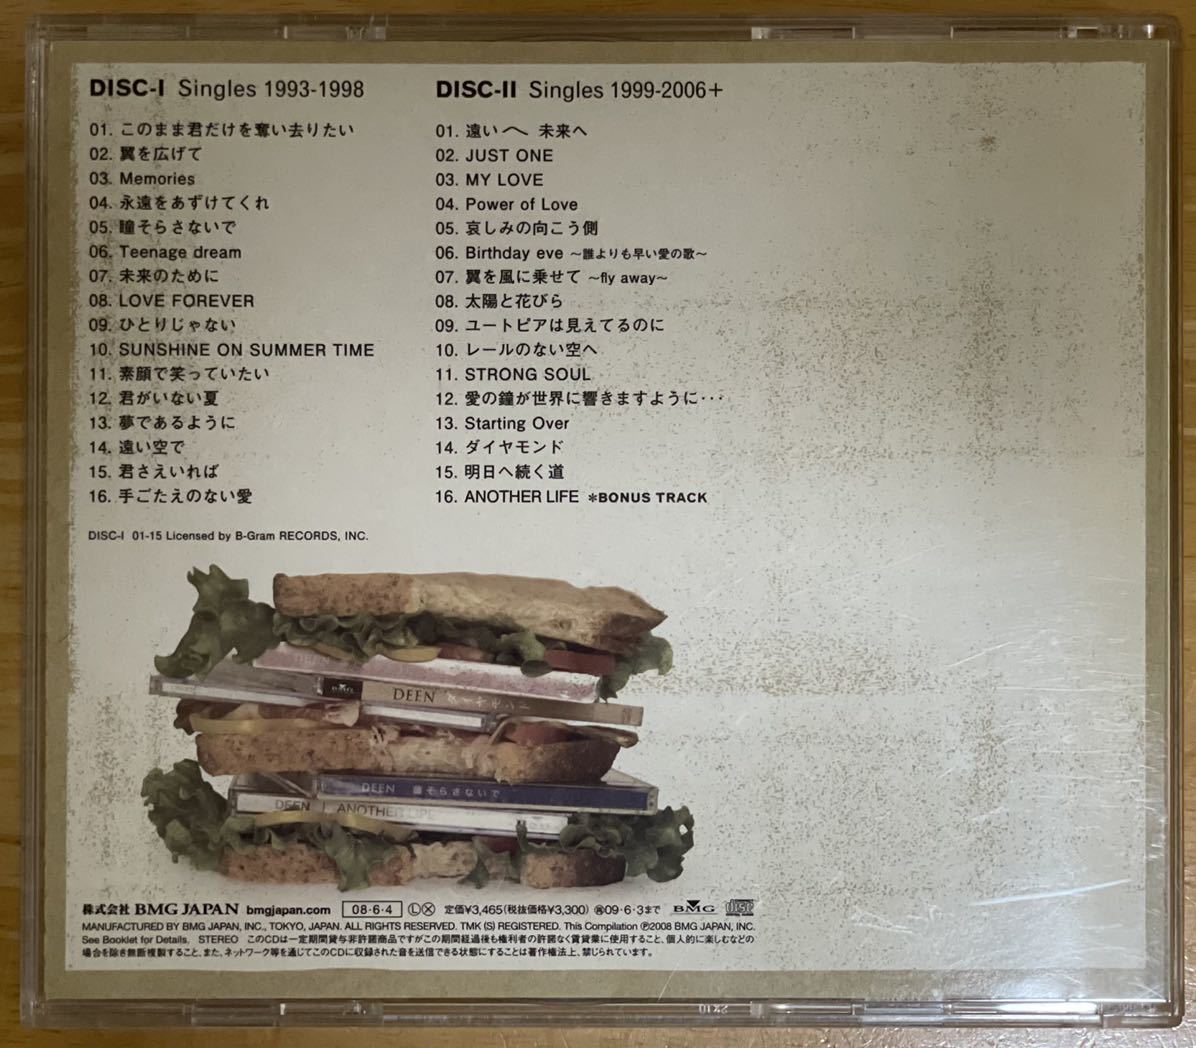 DISC-I Singles 1993-1998
01. このまま君だけを奪い去りたい
02. 翼を広げて
03. Memories
04. 永遠をあずけてくれ
05. 瞳そらさないで
06. Teenage dream
07. 未来のために
08. LOVE FOREVER
09. ひとりじゃない
10. SUNSHINE ON SUMMER TIME
11. 素顔で笑っていたい
12. 君がいない夏
13. 夢であるように
14. 遠い空で
15. 君さえいれば
16. 手ごたえのない愛
DISC-I 01-15 Licensed by B-Gram RECORDS, INC.
DISC-II Singles 1999-2006+
01. 遠い遠い未来へ
02. JUST ONE
03. MY LOVE
04. Power of Love
05. 哀しみの向こう側
06. Birthday eve ~誰よりも早い愛の歌~
07. 翼を風に乗せて ~fly away~
08. 太陽と花びら
09. ユートピアは見えてるのに
10. レールのない空へ
11. STRONG SOUL
12. 愛の鐘が世界に響きますように･･･
13. Starting Over
14. ダイヤモンド
15. 明日へ続く道
16. ANOTHER LIFE *BONUS TRACK
DEEN
BMG DEEN
DEEN 瞳そらさないで
DEEN | ANOTHER LIFE
株式会社 BMG JAPAN bmgjapan.com 08･6･4 Ⓛ Ⓧ 定価¥3,465(税抜価格¥3,300) 09･6･3まで BMG disc
MANUFACTURED BY BMG JAPAN, INC., TOKYO, JAPAN. ALL RIGHTS RESERVED. TMK (S) REGISTERED. This Compilation ℗2008 BMG JAPAN, INC.
See Booklet for Details. STEREO このCDは一定期間貸与非許諾商品ですがこの期間経過後も権利者の許諾なく賃貸業に使用すること、個人的に楽しむなどの
場合を除き無断複製すること、また、ネットワーク等を通じてこのCDに収録された音を送信できる状態にすることは著作権法上、禁じられています。